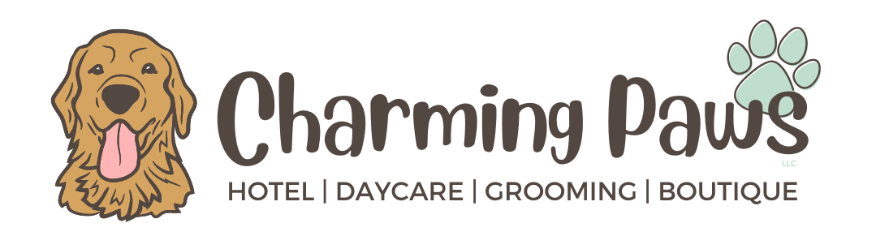 Charming Paws
LLC
HOTEL | DAYCARE | GROOMING | BOUTIQUE